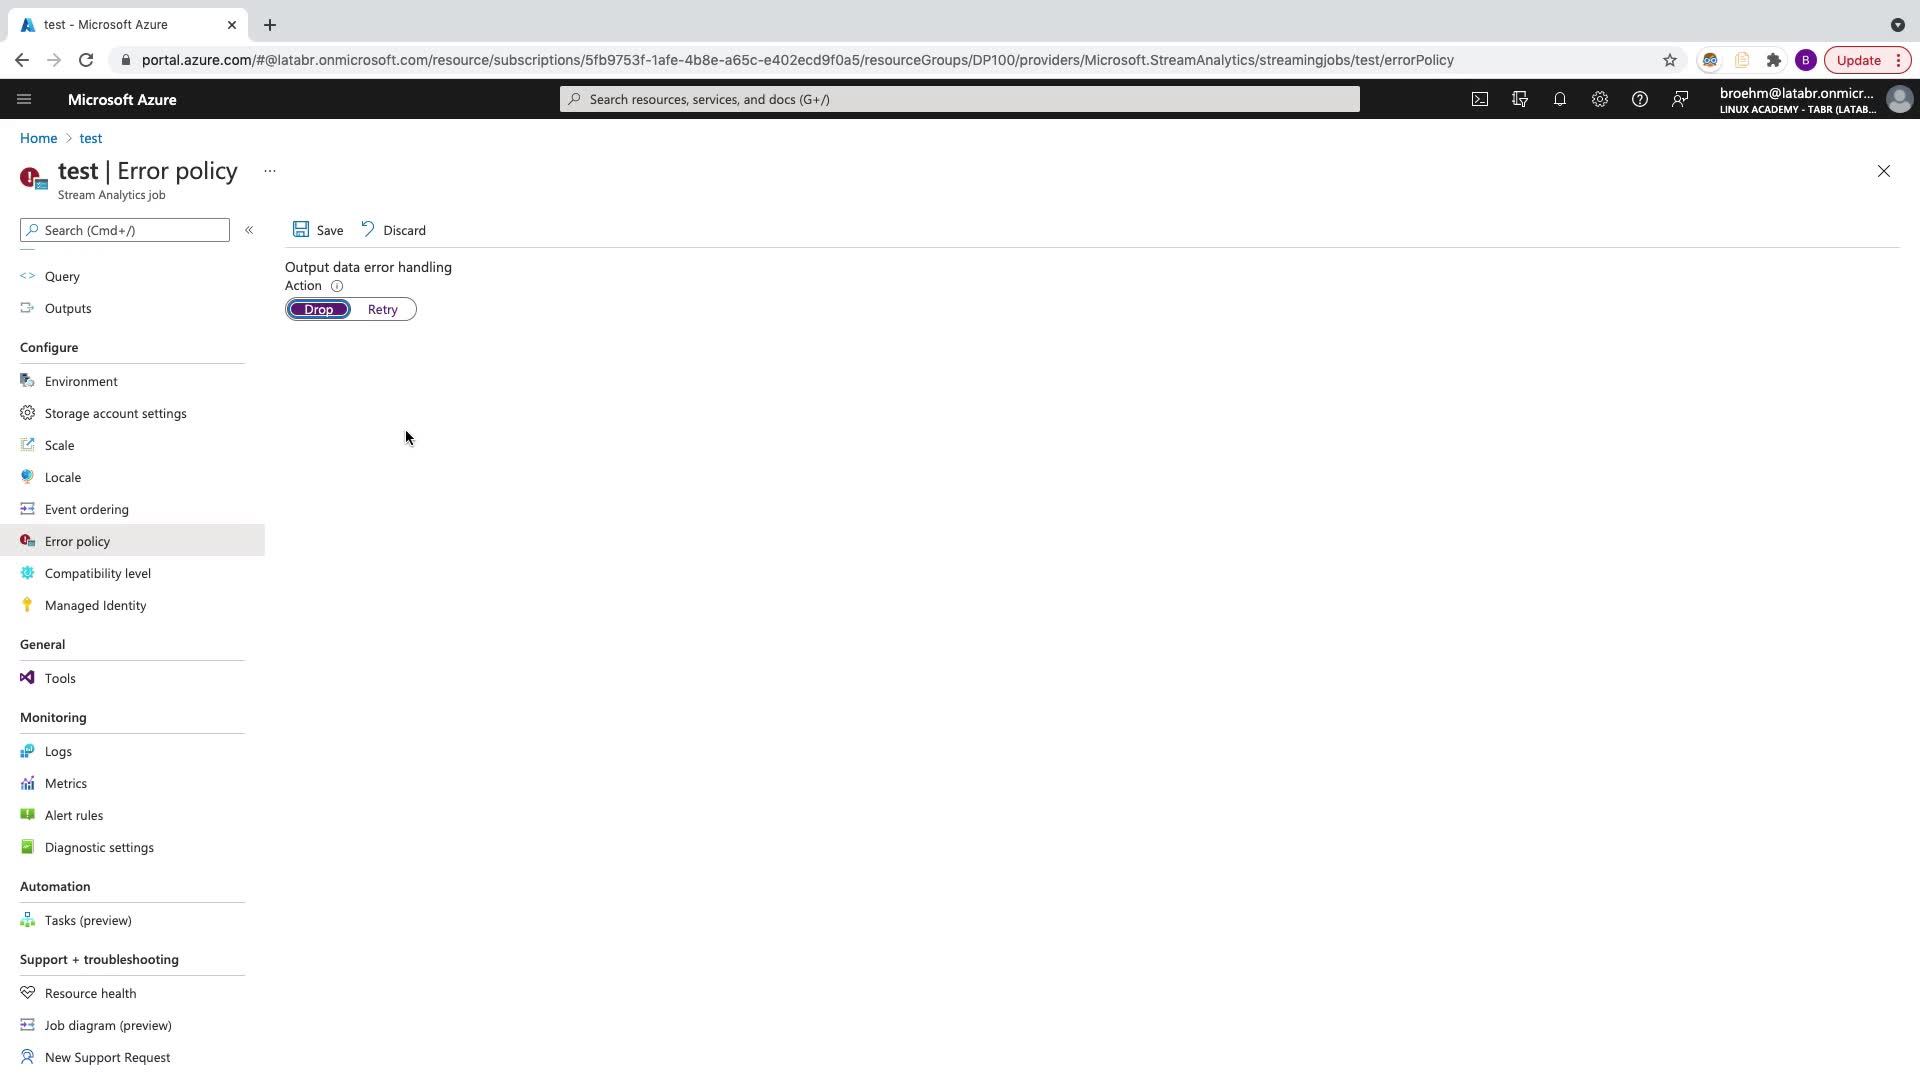 test - Microsoft Azure
portal.azure.com/#@latabr.onmicrosoft.com/resource/subscriptions/5fb9753f-1afe-4b8e-a65c-e402ecd9f0a5/resourceGroups/DP100/providers/Microsoft.StreamAnalytics/streamingjobs/test/errorPolicy
B
Update
Microsoft Azure
Search resources, services, and docs (G+/)
broehm@latabr.onmicr...
LINUX ACADEMY - TABR (LATAB...
Home > test
test | Error policy
...
Stream Analytics job
Search (Cmd+/)
«
Save
Discard
Output data error handling
Action
Drop
Retry
Query
Outputs
Configure
Environment
Storage account settings
Scale
Locale
Event ordering
Error policy
Compatibility level
Managed Identity
General
Tools
Monitoring
Logs
Metrics
Alert rules
Diagnostic settings
Automation
Tasks (preview)
Support + troubleshooting
Resource health
Job diagram (preview)
New Support Request